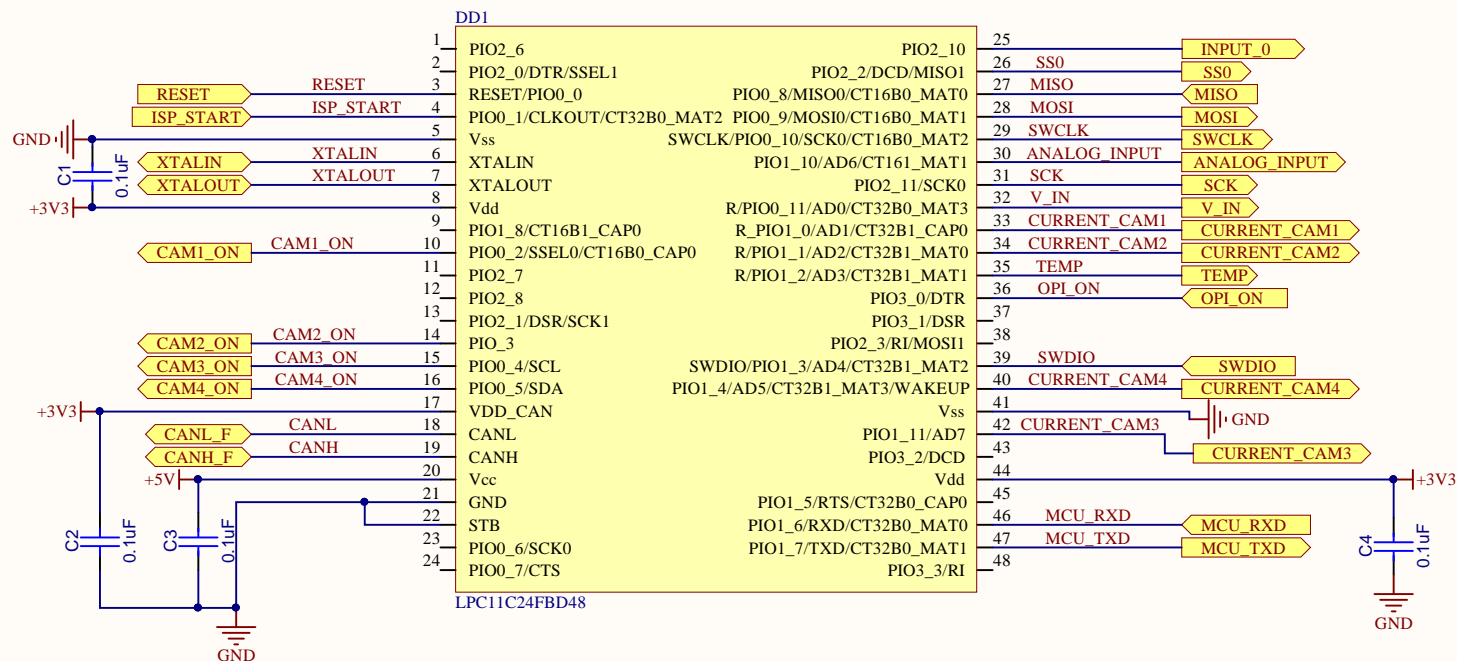 DD1
1 PIO2_6 PIO2_10 25 INPUT_0
2 PIO2_0/DTR/SSEL1 PIO2_2/DCD/MISO1 26 SS0 SS0
RESET RESET 3 RESET/PIO0_0 PIO0_8/MISO0/CT16B0_MAT0 27 MISO MISO
ISP_START ISP_START 4 PIO0_1/CLKOUT/CT32B0_MAT2 PIO0_9/MOSI0/CT16B0_MAT1 28 MOSI MOSI
GND 5 Vss SWCLK/PIO0_10/SCK0/CT16B0_MAT2 29 SWCLK SWCLK
XTALIN XTALIN 6 XTALIN PIO1_10/AD6/CT161_MAT1 30 ANALOG_INPUT ANALOG_INPUT
C1 0.1uF
XTALOUT XTALOUT 7 XTALOUT PIO2_11/SCK0 31 SCK SCK
+3V3 8 Vdd R/PIO0_11/AD0/CT32B0_MAT3 32 V_IN V_IN
9 PIO1_8/CT16B1_CAP0 R_PIO1_0/AD1/CT32B1_CAP0 33 CURRENT_CAM1 CURRENT_CAM1
CAM1_ON CAM1_ON 10 PIO0_2/SSEL0/CT16B0_CAP0 R/PIO1_1/AD2/CT32B1_MAT0 34 CURRENT_CAM2 CURRENT_CAM2
11 PIO2_7 R/PIO1_2/AD3/CT32B1_MAT1 35 TEMP TEMP
12 PIO2_8 PIO3_0/DTR 36 OPI_ON OPI_ON
13 PIO2_1/DSR/SCK1 PIO3_1/DSR 37
CAM2_ON CAM2_ON 14 PIO_3 PIO2_3/RI/MOSI1 38
CAM3_ON CAM3_ON 15 PIO0_4/SCL SWDIO/PIO1_3/AD4/CT32B1_MAT2 39 SWDIO SWDIO
CAM4_ON CAM4_ON 16 PIO0_5/SDA PIO1_4/AD5/CT32B1_MAT3/WAKEUP 40 CURRENT_CAM4 CURRENT_CAM4
+3V3 17 VDD_CAN Vss 41 GND
CANL_F CANL 18 CANL PIO1_11/AD7 42 CURRENT_CAM3 CURRENT_CAM3
CANH_F CANH 19 CANH PIO3_2/DCD 43
+5V 20 Vcc Vdd 44 +3V3
21 GND PIO1_5/RTS/CT32B0_CAP0 45
22 STB PIO1_6/RXD/CT32B0_MAT0 46 MCU_RXD MCU_RXD
C2 0.1uF C3 0.1uF 23 PIO0_6/SCK0 PIO1_7/TXD/CT32B0_MAT1 47 MCU_TXD MCU_TXD C4 0.1uF
24 PIO0_7/CTS PIO3_3/RI 48
LPC11C24FBD48
GND GND